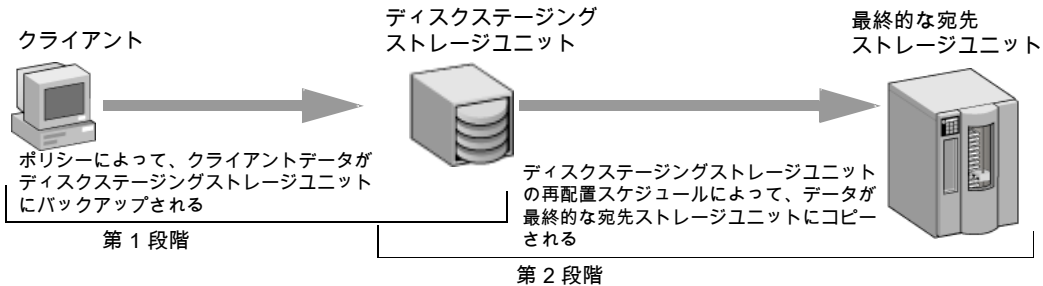 クライアント
ディスクステージング
ストレージユニット
最終的な宛先
ストレージユニット
ポリシーによって、クライアントデータが
ディスクステージングストレージユニット
にバックアップされる
ディスクステージングストレージユニット
の再配置スケジュールによって、データが
最終的な宛先ストレージユニットにコピー
される
第 1 段階
第 2 段階